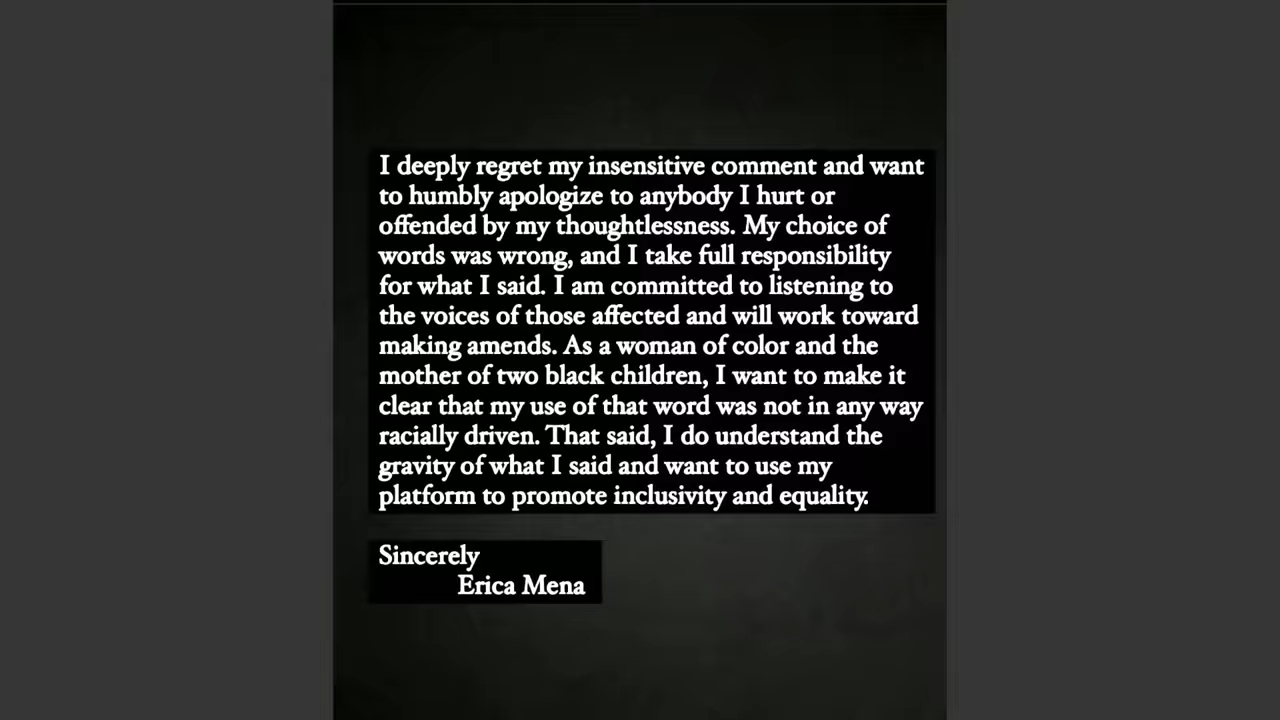 I deeply regret my insensitive comment and want
to humbly apologize to anybody I hurt or
offended by my thoughtlessness. My choice of
words was wrong, and I take full responsibility
for what I said. I am committed to listening to
the voices of those affected and will work toward
making amends. As a woman of color and the
mother of two black children, I want to make it
clear that my use of that word was not in any way
racially driven. That said, I do understand the
gravity of what I said and want to use my
platform to promote inclusivity and equality.
Sincerely
Erica Mena